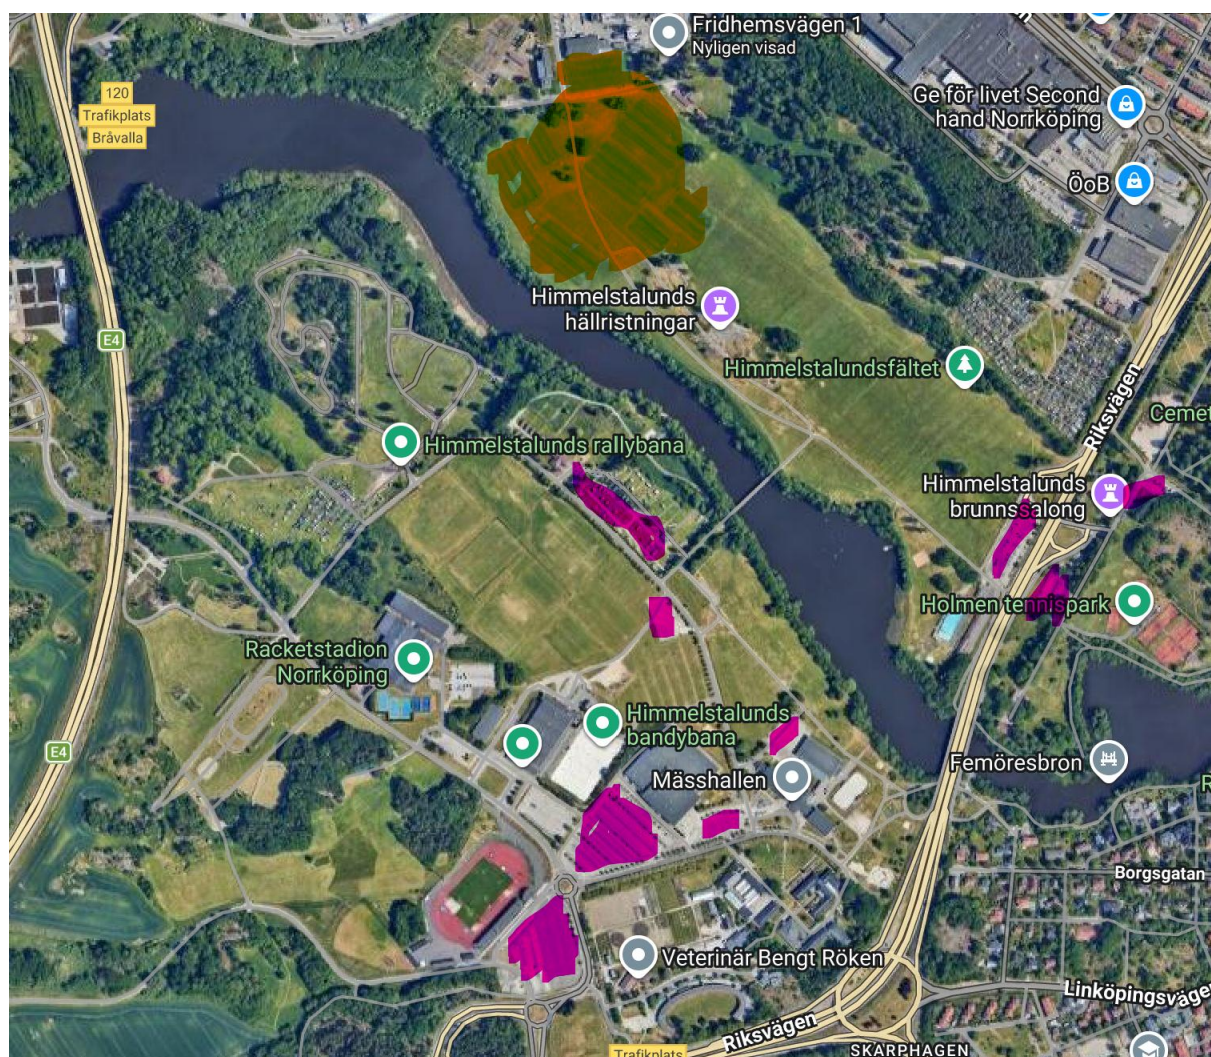 Fridhemsvägen 1
Nyligen visad
120
Trafikplats
Bråvalla
Ge för livet Second
hand Norrköping
ÖoB
Himmelstalunds
hällristningar
E4
Himmelstalundsfältet
Riksvägen
Himmelstalunds rallybana
Himmelstalunds
brunnssalong
Holmen tennispark
Racketstadion
Norrköping
Himmelstalunds
bandybana
E4
Mässhallen
Femöresbron
Borgsgatan
Veterinär Bengt Röken
Linköpingsvägen
Riksvägen
Trafikplats
SKARPHAGEN